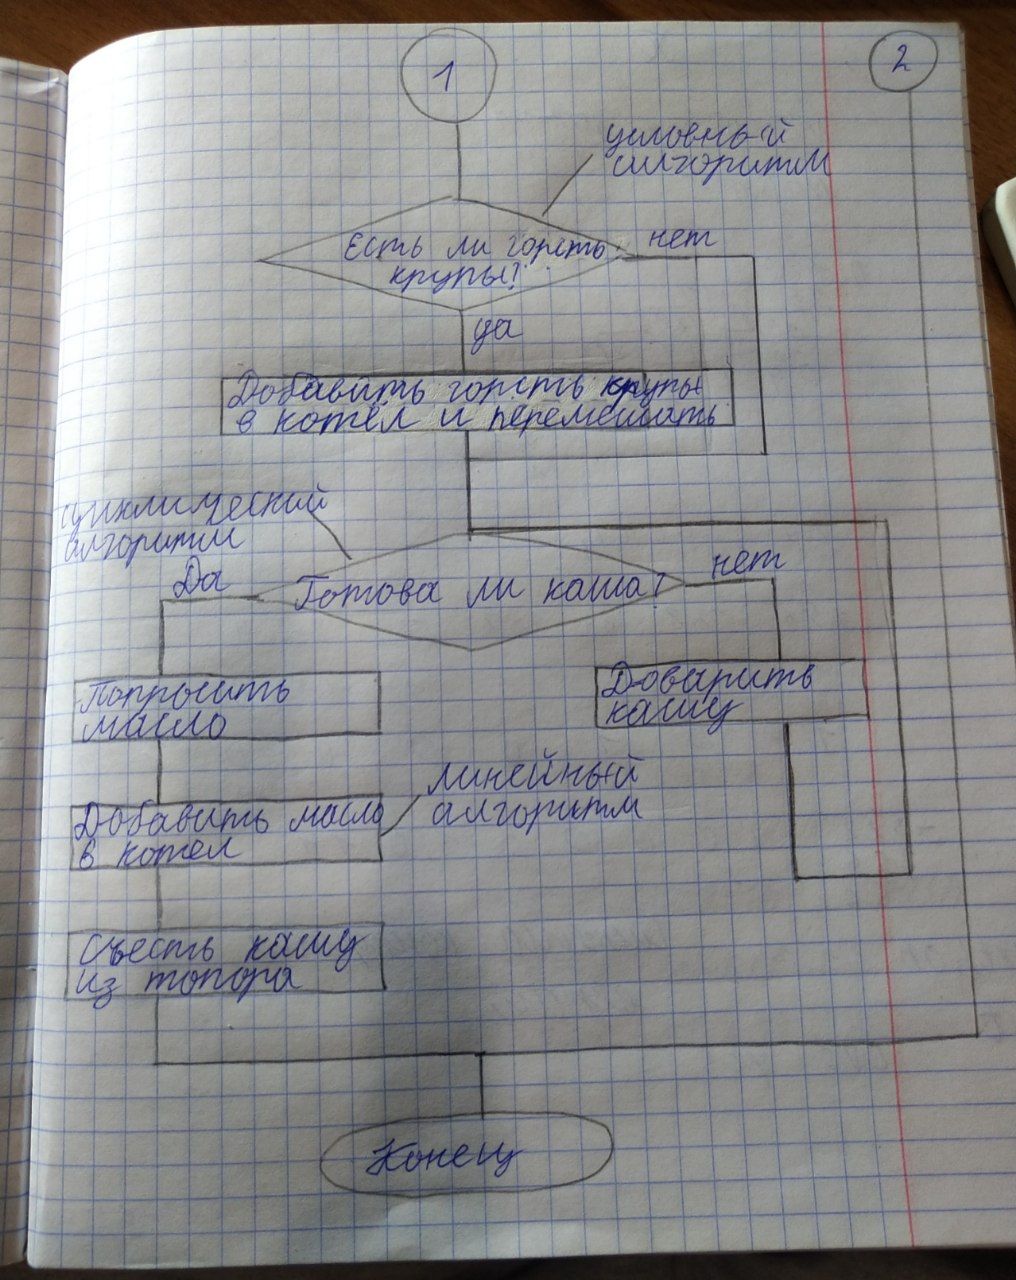 1
2
условный
алгоритм
Есть ли горсть
крупы?
нет
да
Добавить горсть крупы
в котёл и перемешать
циклический
алгоритм
Да
Готова ли каша?
нет
Попросить
масло
Доварить
кашу
линейный
алгоритм
Добавить масло
в котел
Съесть кашу
из топора
Конец